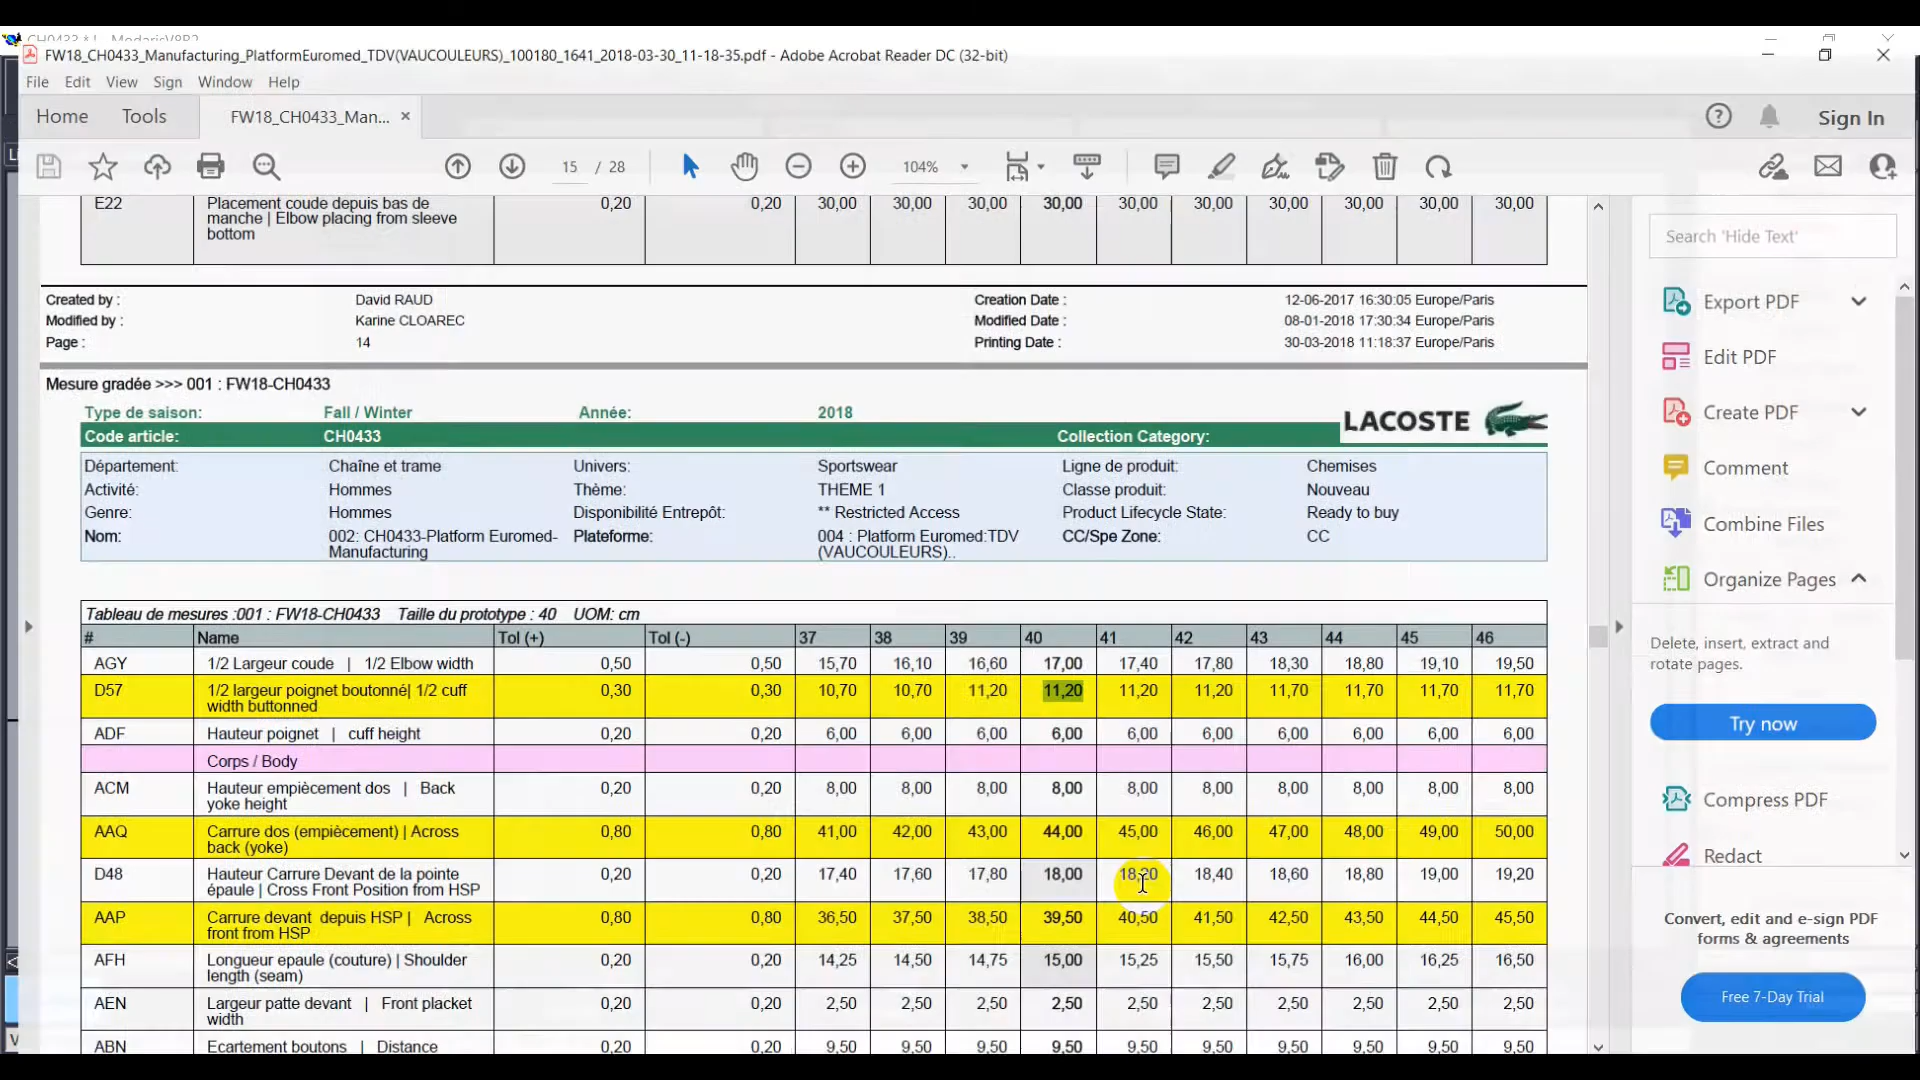 FW18_CH0433_Manufacturing_PlatformEuromed_TDV(VAUCOULEURS)_100180_1641_2018-03-30_11-18-35.pdf - Adobe Acrobat Reader DC (32-bit)
File Edit View Sign Window Help
Home Tools FW18_CH0433_Man... × Sign In
15 / 28 104%
E22 Placement coude depuis bas de 0,20 0,20 30,00 30,00 30,00 30,00 30,00 30,00 30,00 30,00 30,00 30,00
manche | Elbow placing from sleeve
bottom
Created by : David RAUD Creation Date : 12-06-2017 16:30:05 Europe/Paris
Modified by : Karine CLOAREC Modified Date : 08-01-2018 17:30:34 Europe/Paris
Page : 14 Printing Date : 30-03-2018 11:18:37 Europe/Paris
Mesure gradée >>> 001 : FW18-CH0433
Type de saison: Fall / Winter Année: 2018
LACOSTE
Code article: CH0433 Collection Category:
Département: Chaîne et trame Univers: Sportswear Ligne de produit: Chemises
Activité: Hommes Thème: THEME 1 Classe produit: Nouveau
Genre: Hommes Disponibilité Entrepôt: ** Restricted Access Product Lifecycle State: Ready to buy
Nom: 002: CH0433-Platform Euromed- Plateforme: 004 : Platform Euromed:TDV CC/Spe Zone: CC
Manufacturing (VAUCOULEURS)..
Tableau de mesures :001 : FW18-CH0433 Taille du prototype : 40 UOM: cm
# Name Tol (+) Tol (-) 37 38 39 40 41 42 43 44 45 46
AGY 1/2 Largeur coude | 1/2 Elbow width 0,50 0,50 15,70 16,10 16,60 17,00 17,40 17,80 18,30 18,80 19,10 19,50
D57 1/2 largeur poignet boutonné| 1/2 cuff 0,30 0,30 10,70 10,70 11,20 11,20 11,20 11,20 11,70 11,70 11,70 11,70
width buttonned
ADF Hauteur poignet | cuff height 0,20 0,20 6,00 6,00 6,00 6,00 6,00 6,00 6,00 6,00 6,00 6,00
Corps / Body
ACM Hauteur empiècement dos | Back 0,20 0,20 8,00 8,00 8,00 8,00 8,00 8,00 8,00 8,00 8,00 8,00
yoke height
AAQ Carrure dos (empiècement) | Across 0,80 0,80 41,00 42,00 43,00 44,00 45,00 46,00 47,00 48,00 49,00 50,00
back (yoke)
D48 Hauteur Carrure Devant de la pointe 0,20 0,20 17,40 17,60 17,80 18,00 18,20 18,40 18,60 18,80 19,00 19,20
épaule | Cross Front Position from HSP
AAP Carrure devant depuis HSP | Across 0,80 0,80 36,50 37,50 38,50 39,50 40,50 41,50 42,50 43,50 44,50 45,50
front from HSP
AFH Longueur epaule (couture) | Shoulder 0,20 0,20 14,25 14,50 14,75 15,00 15,25 15,50 15,75 16,00 16,25 16,50
length (seam)
AEN Largeur patte devant | Front placket 0,20 0,20 2,50 2,50 2,50 2,50 2,50 2,50 2,50 2,50 2,50 2,50
width
ABN Ecartement boutons | Distance 0,20 0,20 9,50 9,50 9,50 9,50 9,50 9,50 9,50 9,50 9,50 9,50
Search 'Hide Text'
Export PDF
Edit PDF
Create PDF
Comment
Combine Files
Organize Pages
Delete, insert, extract and
rotate pages.
Try now
Compress PDF
Redact
Convert, edit and e-sign PDF
forms & agreements
Free 7-Day Trial